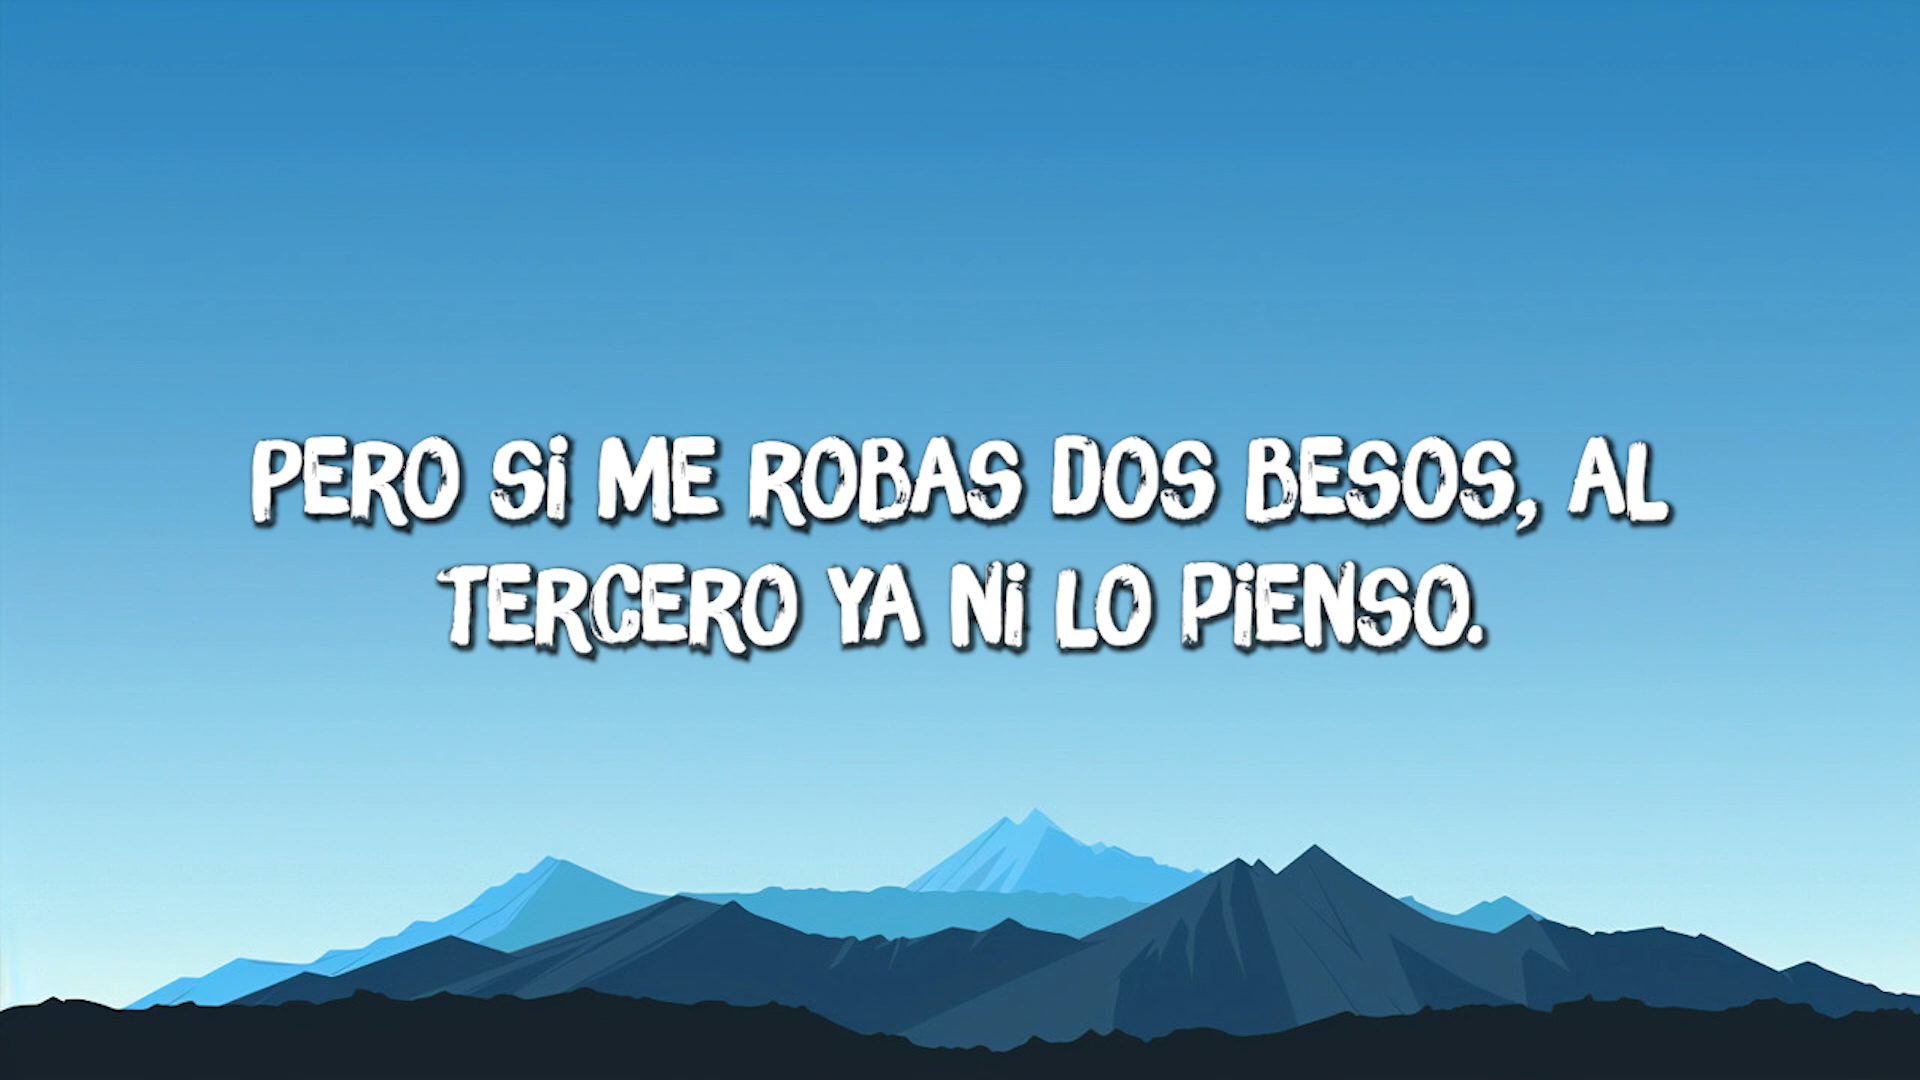 PERO Si ME ROBAS DOS BESOS, AL
TERCERO YA Ni LO PiENSO.